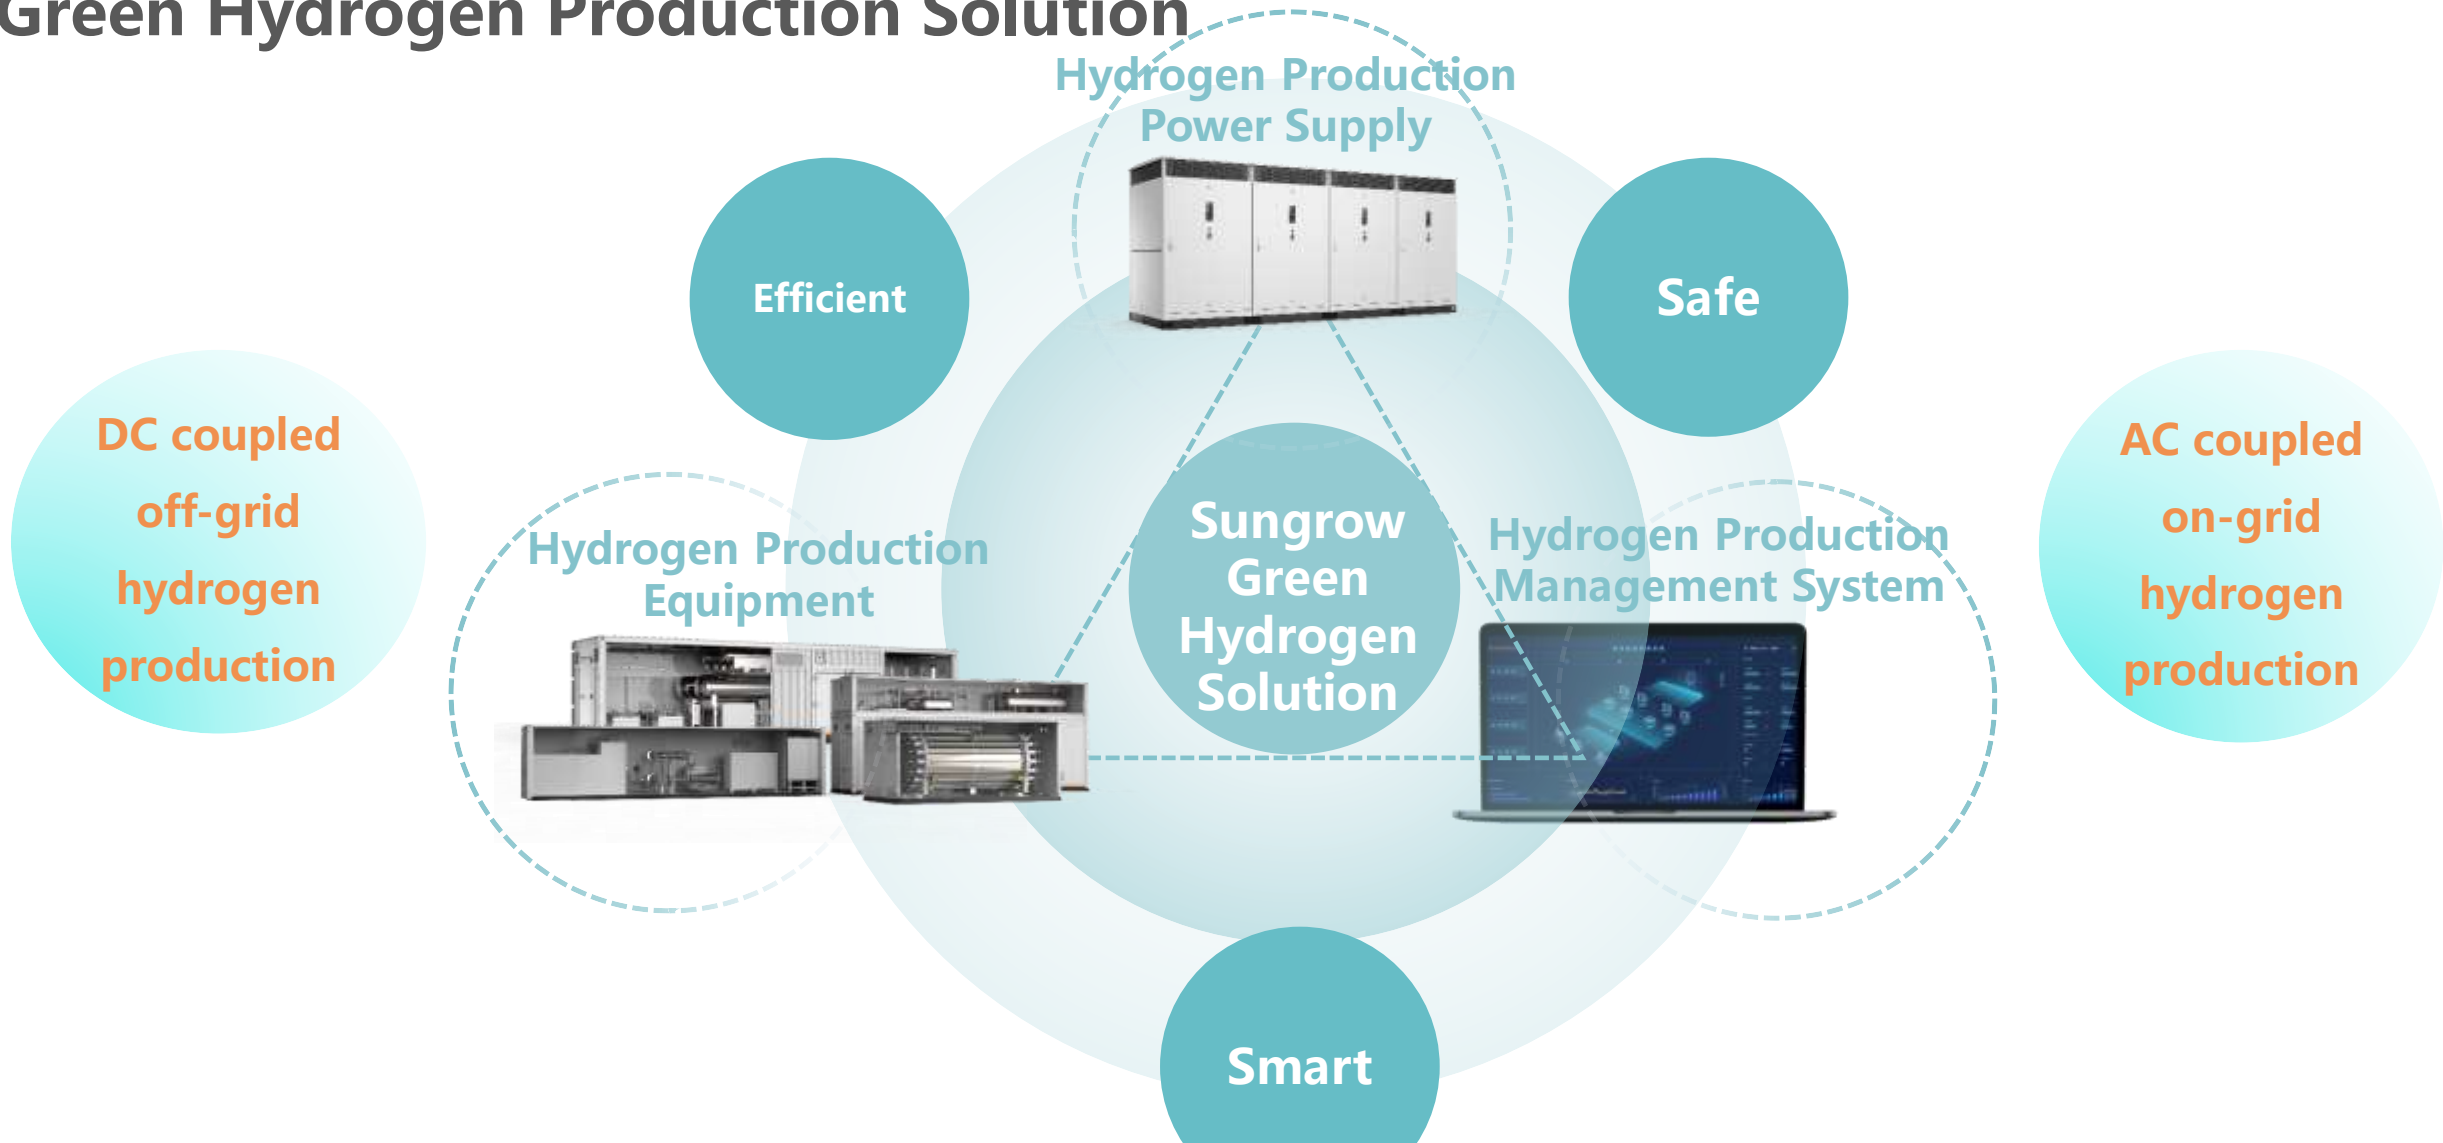 Green Hydrogen Production Solution
Hydrogen Production
Power Supply
Efficient
Safe
DC coupled
off-grid
hydrogen
production
Hydrogen Production
Equipment
Sungrow
Green
Hydrogen
Solution
Hydrogen Production
Management System
AC coupled
on-grid
hydrogen
production
Smart